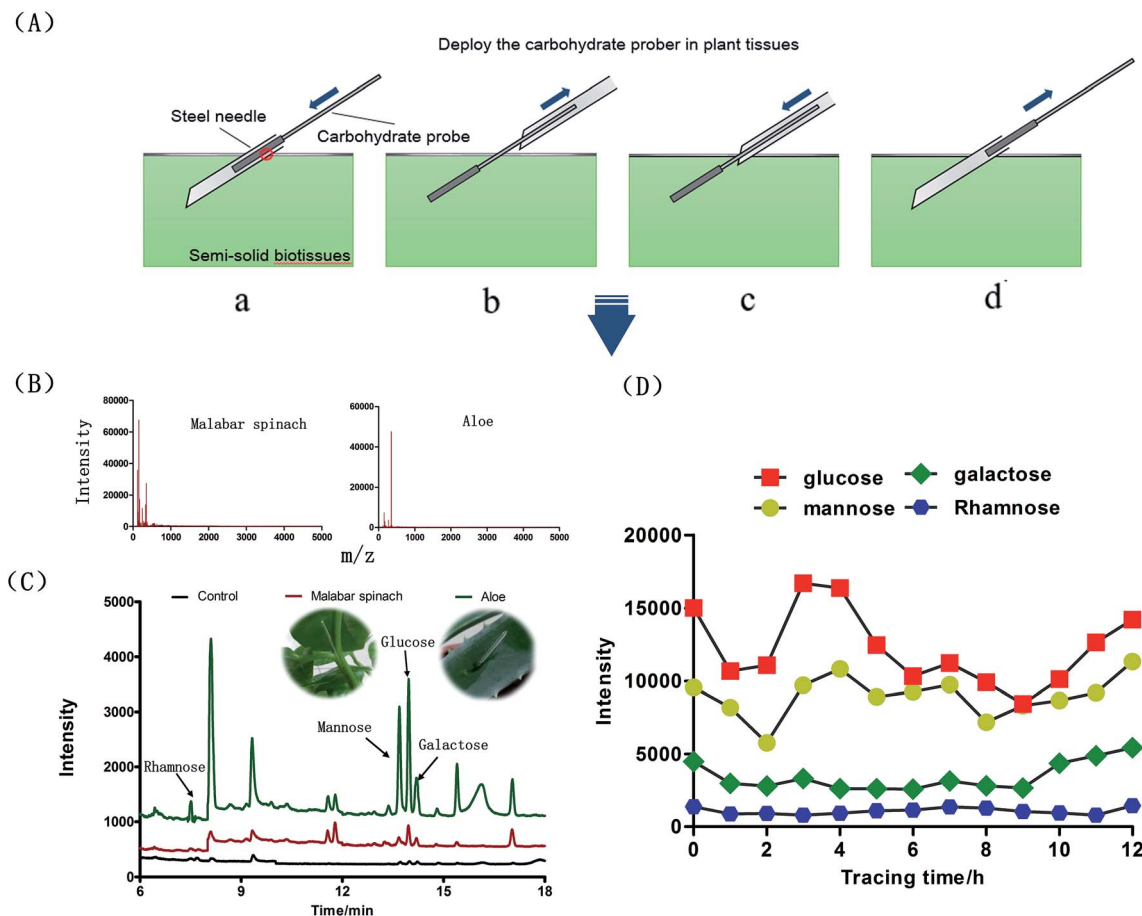 (A)
Deploy the carbohydrate prober in plant tissues
Steel needle
Carbohydrate probe
Semi-solid biotissues
a
b
c
d
(B)
Intensity
80000
60000
40000
20000
0
Malabar spinach
0 1000 2000 3000 4000 5000
60000
40000
20000
0
Aloe
0 1000 2000 3000 4000 5000
m/z
(C)
Control
Malabar spinach
Aloe
Intensity
5000
4000
3000
2000
1000
0
Rhamnose
Mannose
Glucose
Galactose
6 9 12 15 18
Time/min
(D)
glucose
galactose
mannose
Rhamnose
Intensity
20000
15000
10000
5000
0
0 2 4 6 8 10 12
Tracing time/h